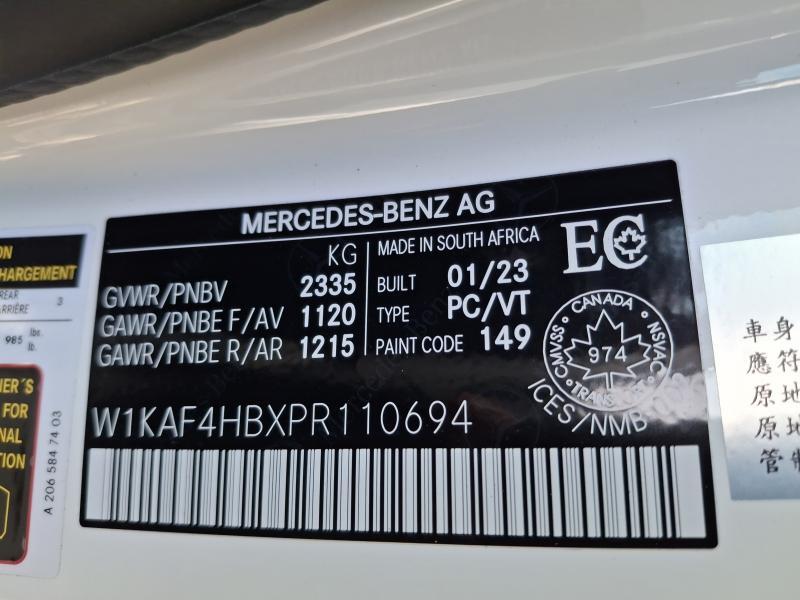 ON
HARGEMENT
REAR
ARRIÈRE 3
985 lbs.
lb.
NER´S
FOR
NAL
TION
A 206 584 74 03
MERCEDES-BENZ AG
KG
GVWR/PNBV 2335
GAWR/PNBE F/AV 1120
GAWR/PNBE R/AR 1215
MADE IN SOUTH AFRICA
BUILT 01/23
TYPE PC/VT
PAINT CODE 149
EC
CANADA
CMVSS 974 NSVAC
TRANSPORT
ICES/NMB
W1KAF4HBXPR110694
車身
應符
原地
原地
管制